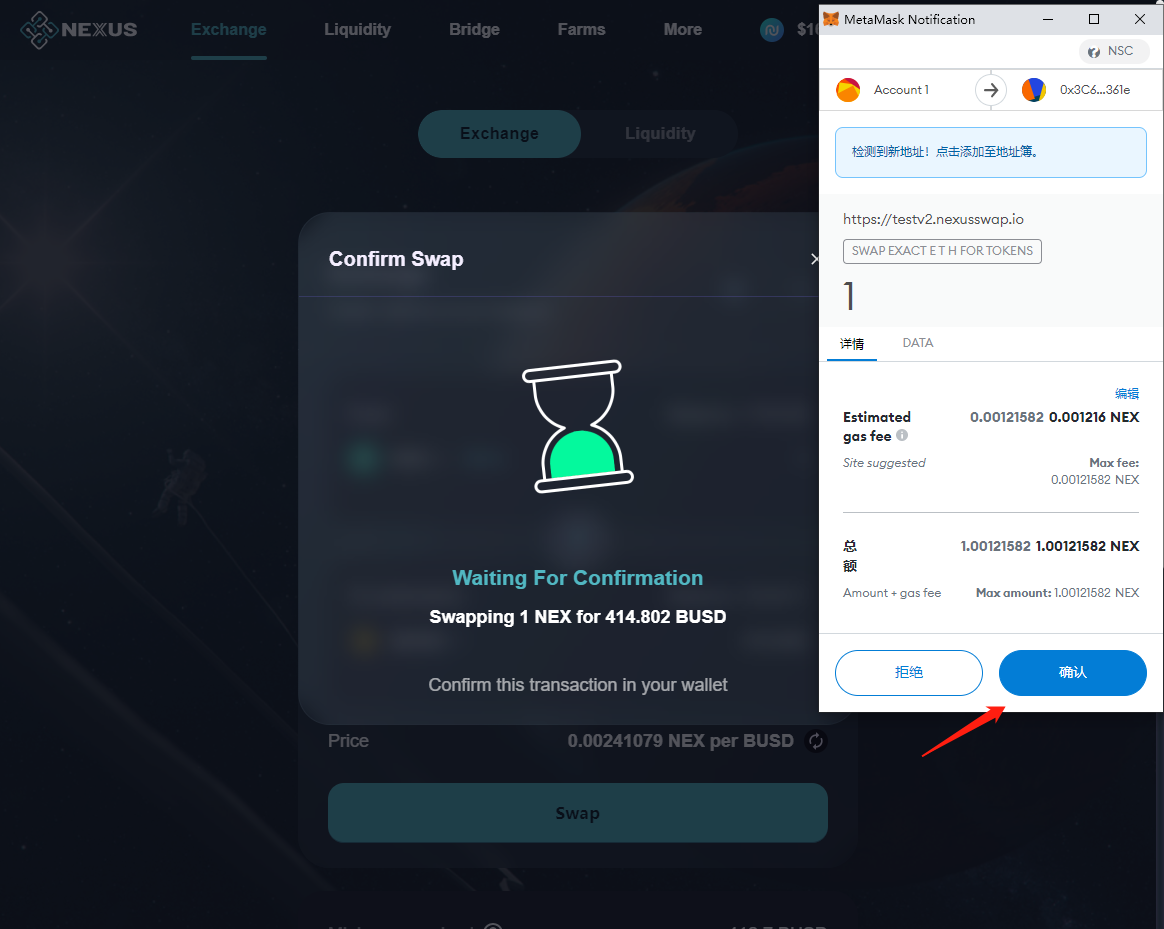 NEXUS
Exchange
Liquidity
Bridge
Farms
More
Exchange
Liquidity
Confirm Swap
Waiting For Confirmation
Swapping 1 NEX for 414.802 BUSD
Confirm this transaction in your wallet
Price
0.00241079 NEX per BUSD
Swap
MetaMask Notification
NSC
Account 1
0x3C6...361e
检测到新地址！点击添加至地址簿。
https://testv2.nexusswap.io
SWAP EXACT E T H FOR TOKENS
1
详情
DATA
编辑
Estimated
gas fee
0.00121582 0.001216 NEX
Site suggested
Max fee:
0.00121582 NEX
总
额
1.00121582 1.00121582 NEX
Amount + gas fee
Max amount: 1.00121582 NEX
拒绝
确认